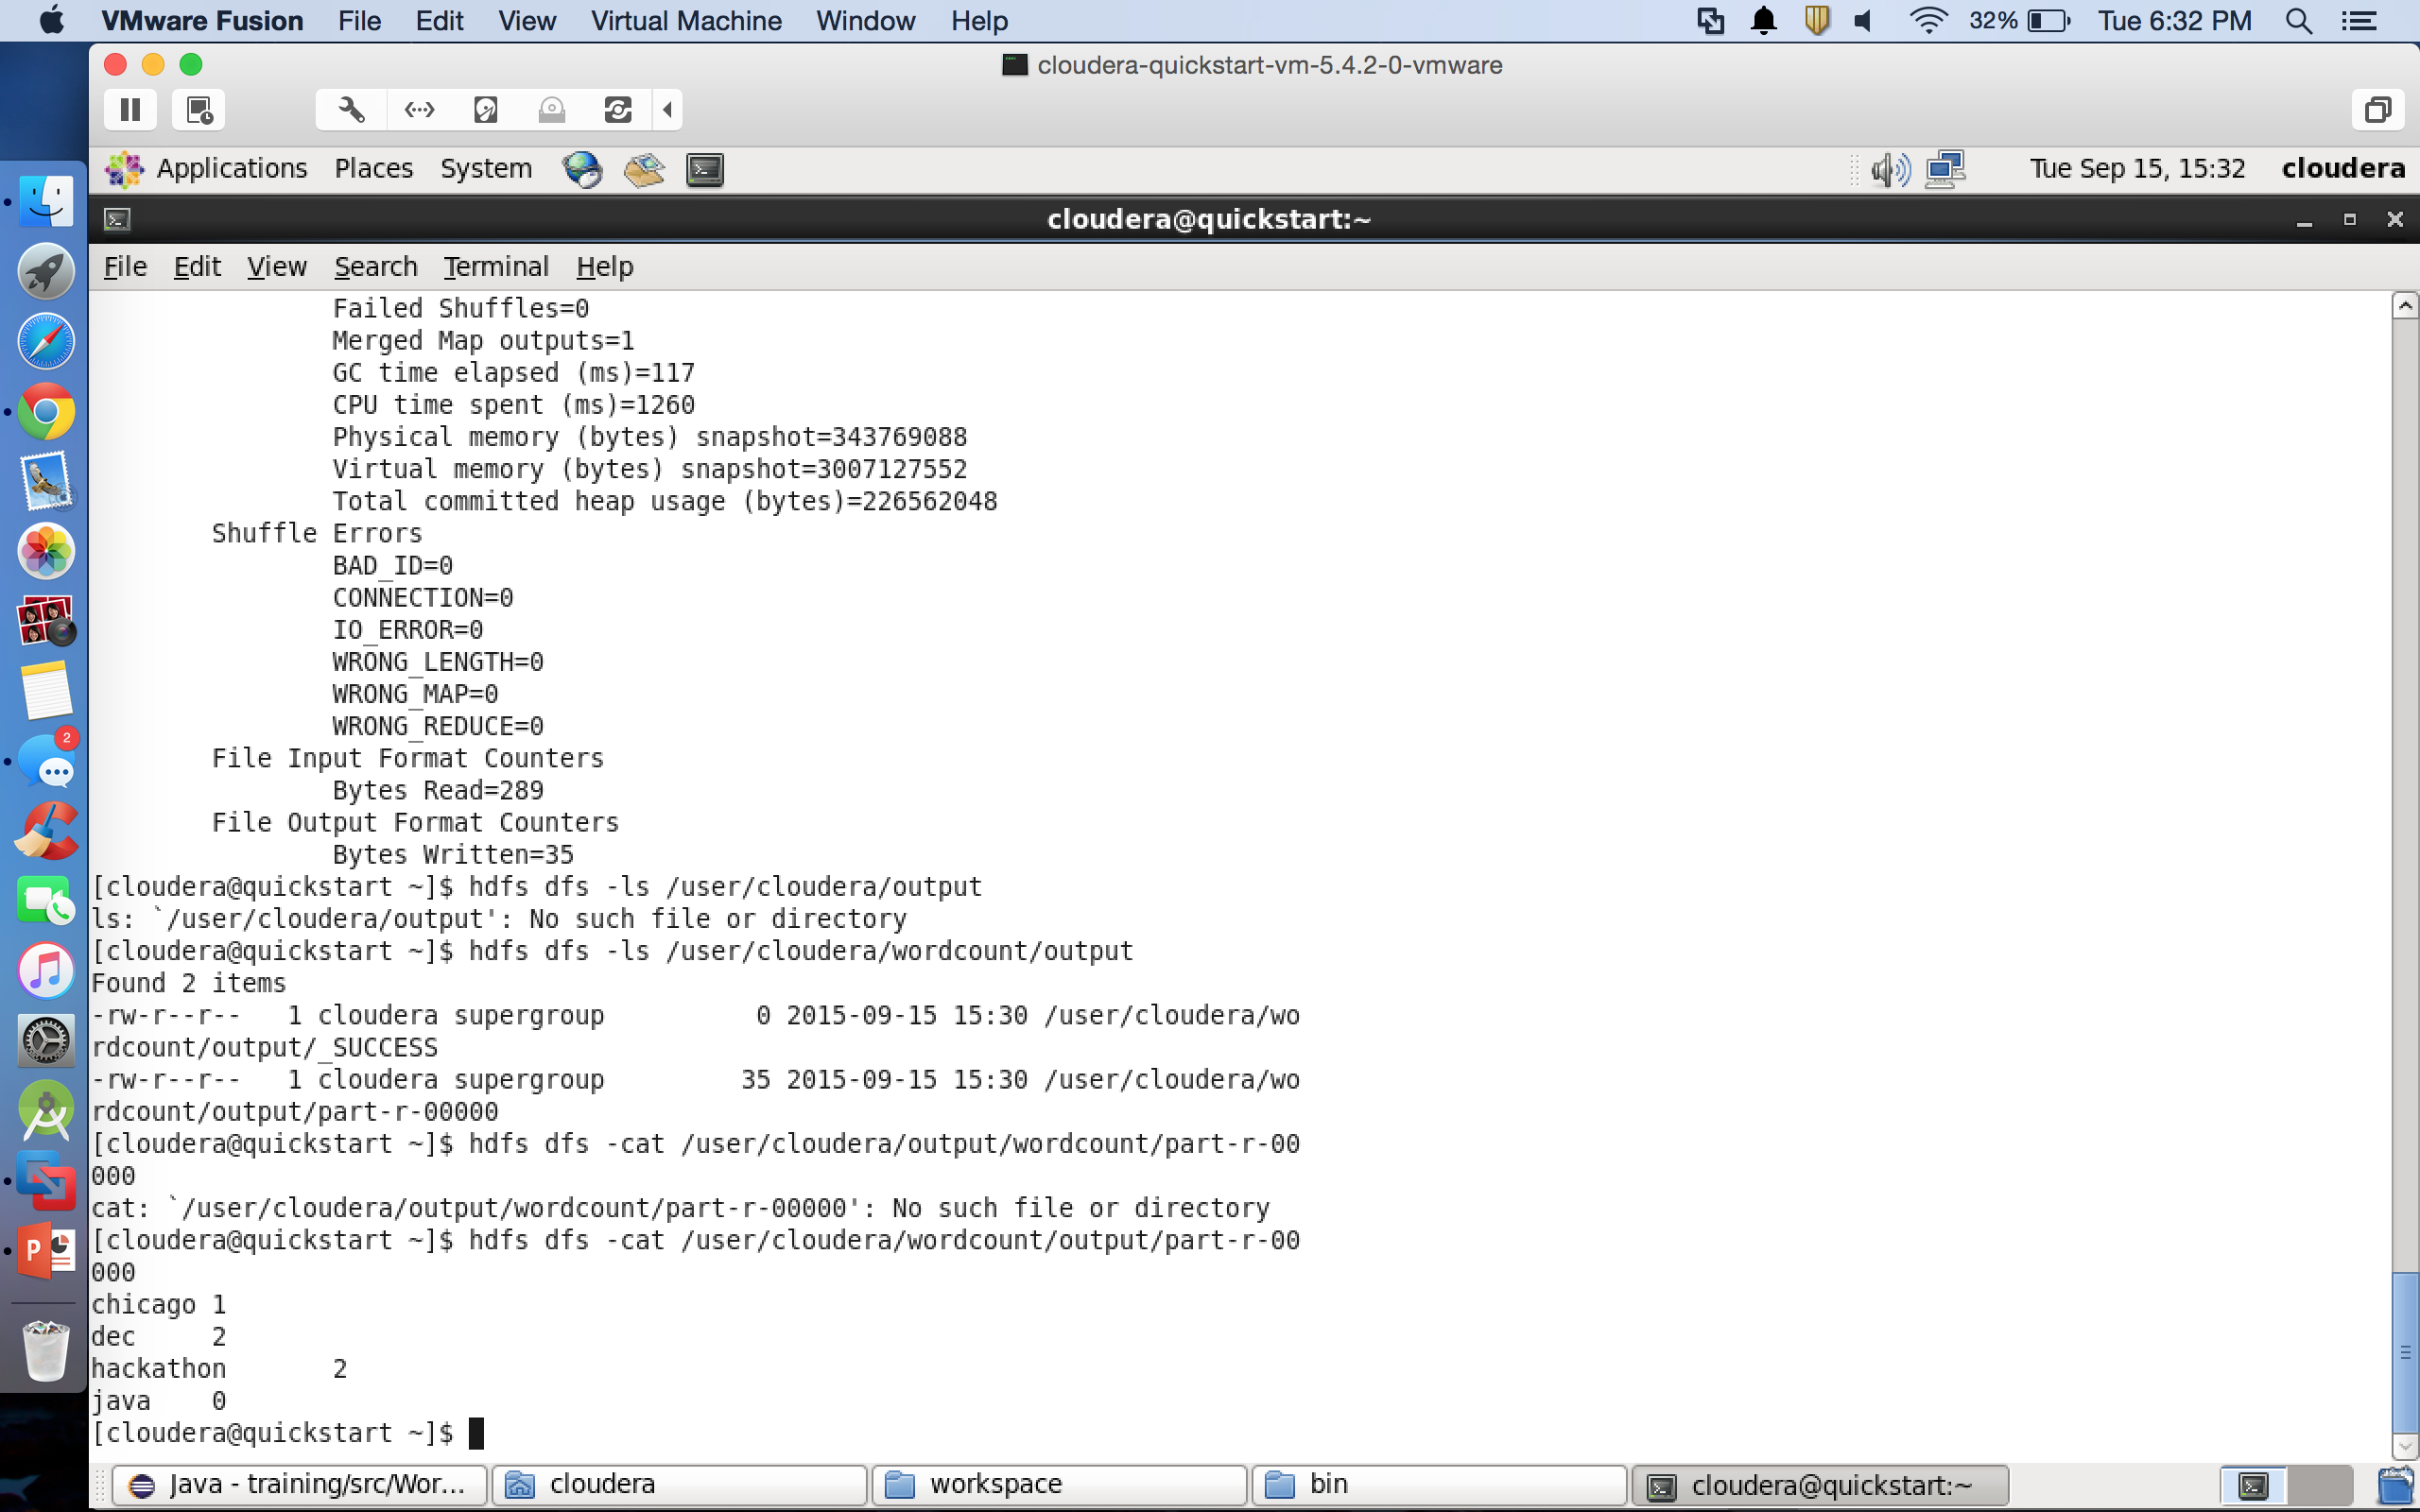 VMware Fusion File Edit View Virtual Machine Window Help 32% Tue 6:32 PM
cloudera-quickstart-vm-5.4.2-0-vmware
Applications Places System Tue Sep 15, 15:32 cloudera
cloudera@quickstart:~
File Edit View Search Terminal Help
Failed Shuffles=0
Merged Map outputs=1
GC time elapsed (ms)=117
CPU time spent (ms)=1260
Physical memory (bytes) snapshot=343769088
Virtual memory (bytes) snapshot=3007127552
Total committed heap usage (bytes)=226562048
Shuffle Errors
BAD_ID=0
CONNECTION=0
IO_ERROR=0
WRONG_LENGTH=0
WRONG_MAP=0
WRONG_REDUCE=0
File Input Format Counters
Bytes Read=289
File Output Format Counters
Bytes Written=35
[cloudera@quickstart ~]$ hdfs dfs -ls /user/cloudera/output
ls: `/user/cloudera/output': No such file or directory
[cloudera@quickstart ~]$ hdfs dfs -ls /user/cloudera/wordcount/output
Found 2 items
-rw-r--r-- 1 cloudera supergroup 0 2015-09-15 15:30 /user/cloudera/wo
rdcount/output/_SUCCESS
-rw-r--r-- 1 cloudera supergroup 35 2015-09-15 15:30 /user/cloudera/wo
rdcount/output/part-r-00000
[cloudera@quickstart ~]$ hdfs dfs -cat /user/cloudera/output/wordcount/part-r-00
000
cat: `/user/cloudera/output/wordcount/part-r-00000': No such file or directory
[cloudera@quickstart ~]$ hdfs dfs -cat /user/cloudera/wordcount/output/part-r-00
000
chicago 1
dec 2
hackathon 2
java 0
[cloudera@quickstart ~]$
2
P
Java - training/src/Wor... cloudera workspace bin cloudera@quickstart:~